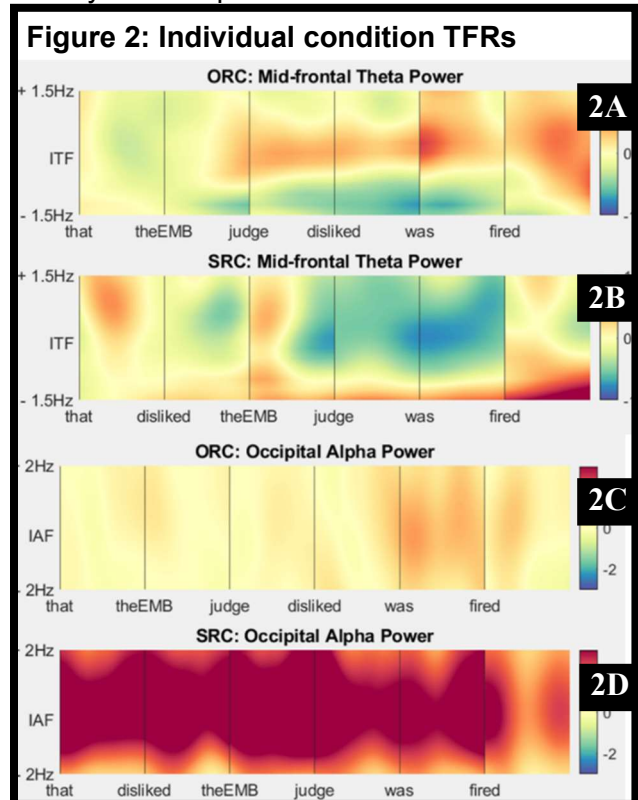 Figure 2: Individual condition TFRs
ORC: Mid-frontal Theta Power
+ 1.5Hz
2A
0
ITF
- 1.5Hz
that theEMB judge disliked was fired
SRC: Mid-frontal Theta Power
+ 1.5Hz
2B
0
ITF
- 1.5Hz
that disliked theEMB judge was fired
ORC: Occipital Alpha Power
2Hz
2C
0
IAF
-2
2Hz
that theEMB judge disliked was fired
SRC: Occipital Alpha Power
2Hz
2D
0
IAF
-2
- 2Hz
that disliked theEMB judge was fired